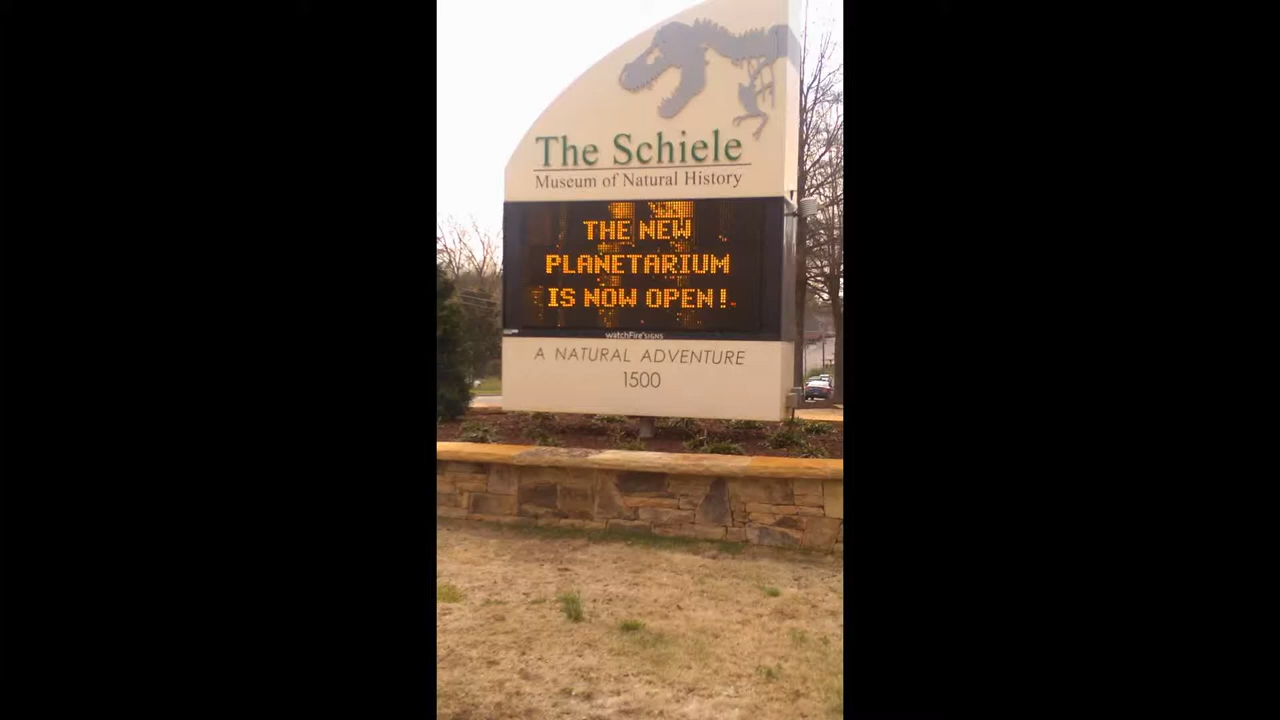 The Schiele
Museum of Natural History
THE NEW
PLANETARIUM
IS NOW OPEN!
watchFire SIGNS
A NATURAL ADVENTURE
1500